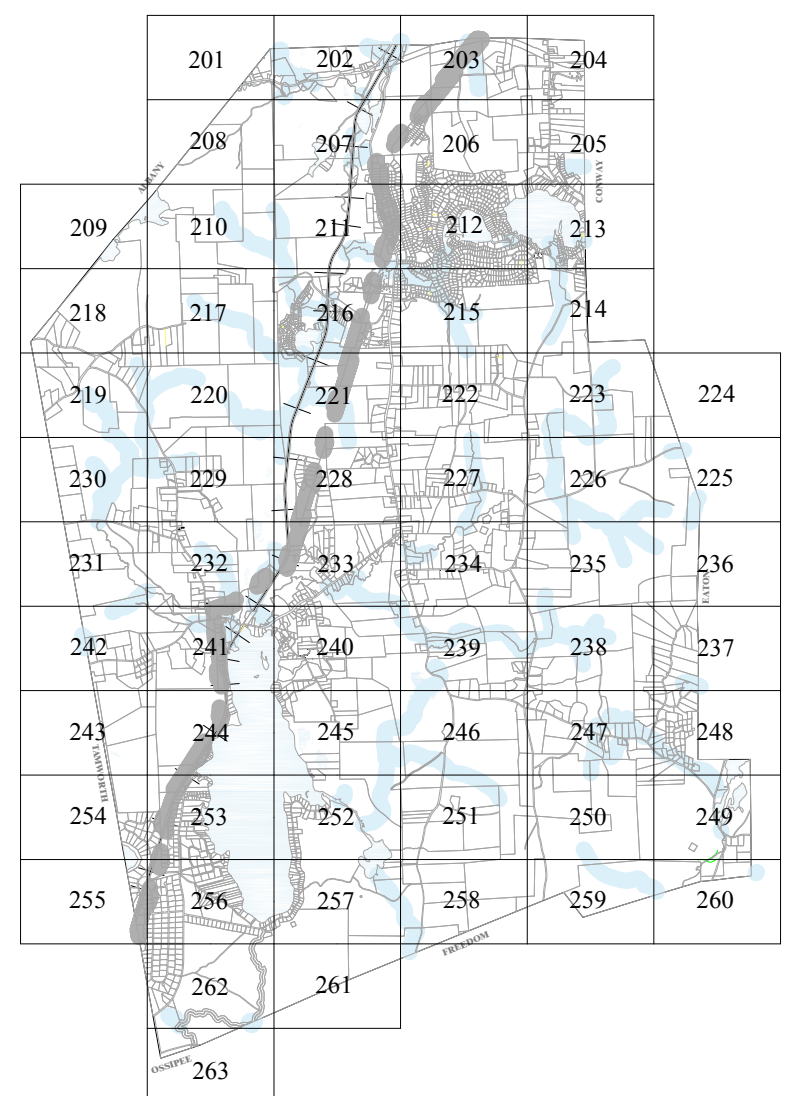 201 202 203 204
208 207 206 205
ALBANY
CONWAY
209 210 211 212 213
218 217 216 215 214
219 220 221 222 223 224
230 229 228 227 226 225
231 232 233 234 235 236
EATON
242 241 240 239 238 237
243 244 245 246 247 248
TAMWORTH
254 253 252 251 250 249
255 256 257 258 259 260
FREEDOM
262 261
OSSIPEE
263